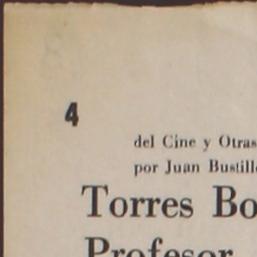 4
del Cine y Otras
por Juan Bustill
Torres Bo
Profesor